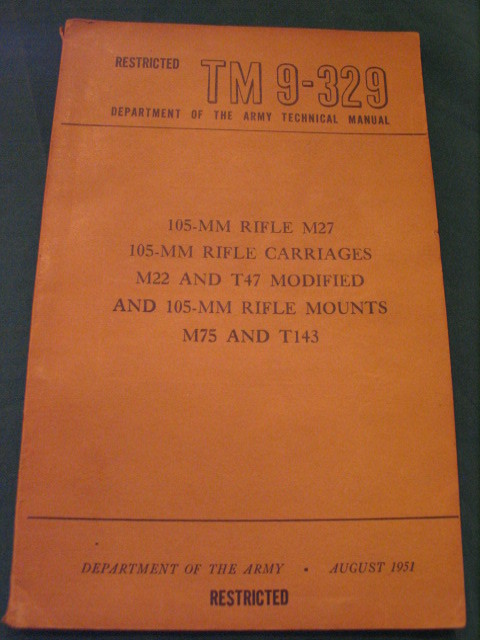 RESTRICTED TM 9-329
DEPARTMENT OF THE ARMY TECHNICAL MANUAL
105-MM RIFLE M27
105-MM RIFLE CARRIAGES
M22 AND T47 MODIFIED
AND 105-MM RIFLE MOUNTS
M75 AND T143
DEPARTMENT OF THE ARMY • AUGUST 1951
RESTRICTED